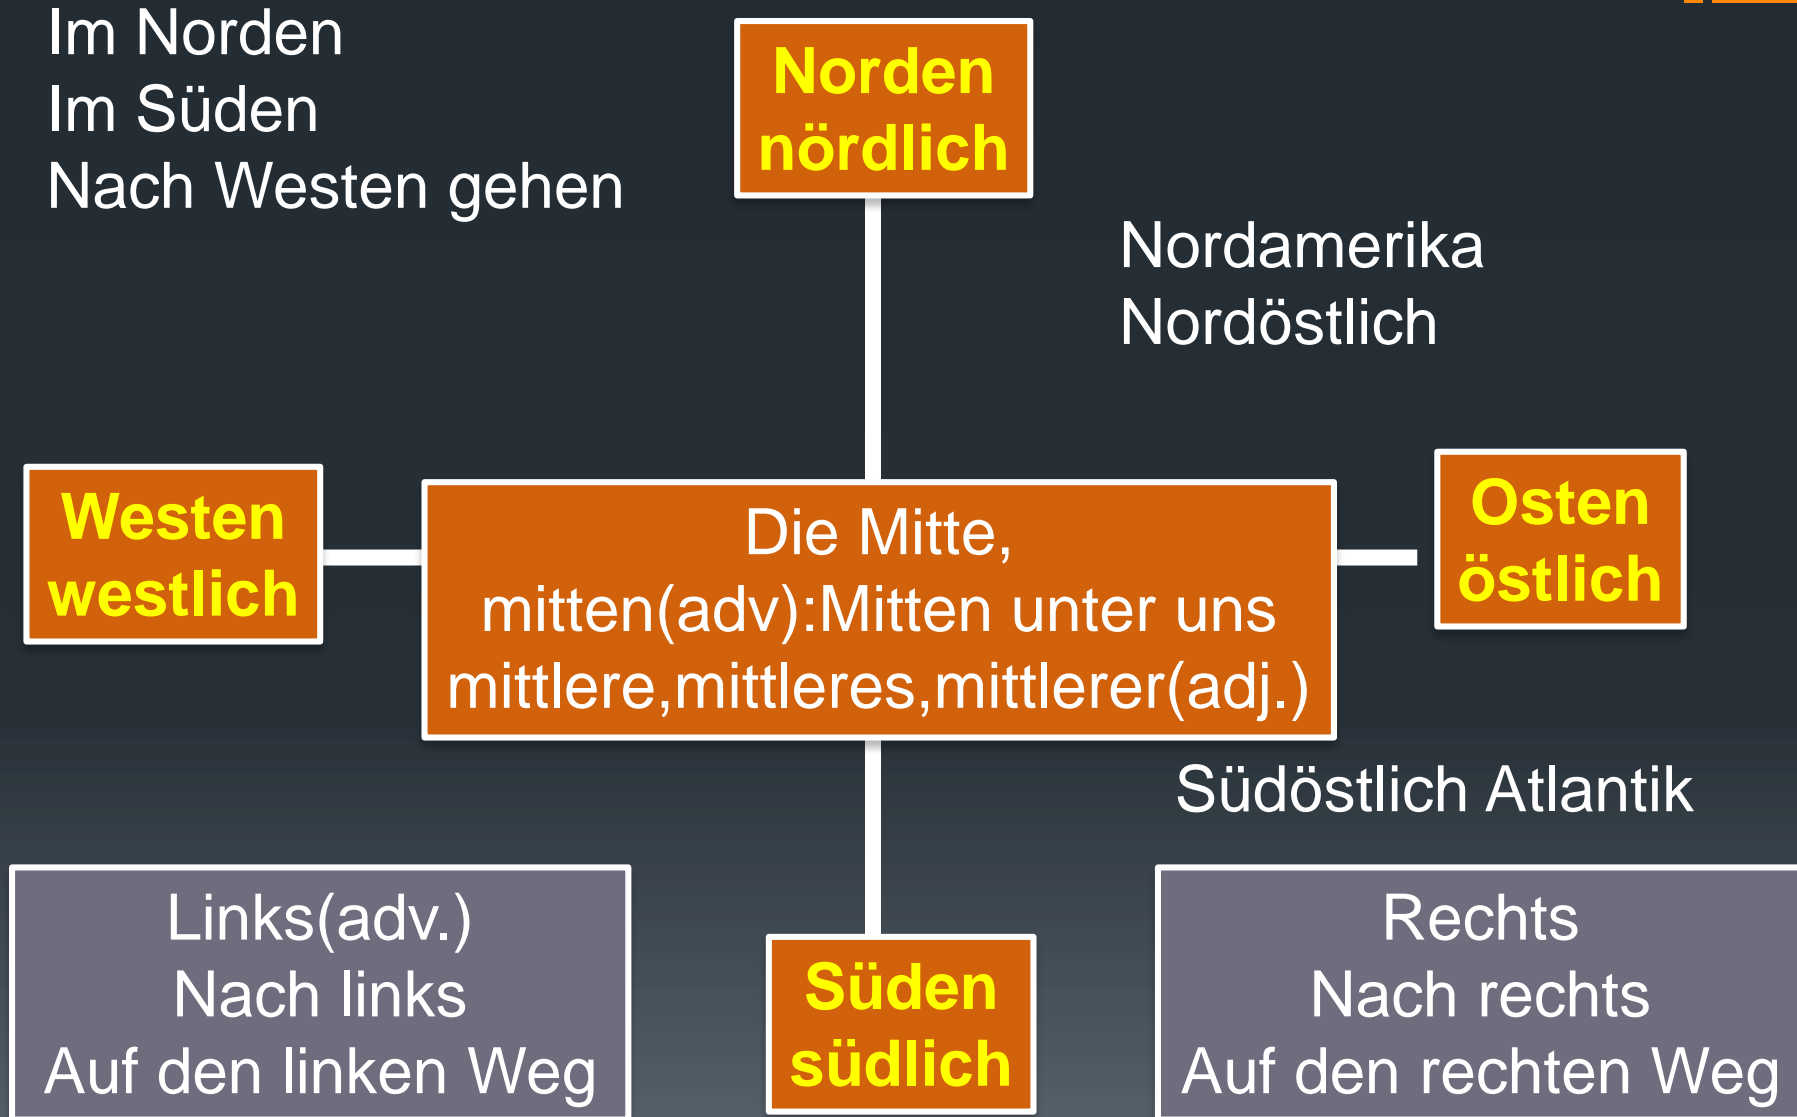 Im Norden
Im Süden
Nach Westen gehen
Norden
nördlich
Nordamerika
Nordöstlich
Westen
westlich
Die Mitte,
mitten(adv):Mitten unter uns
mittlere,mittleres,mittlerer(adj.)
Osten
östlich
Südöstlich Atlantik
Links(adv.)
Nach links
Auf den linken Weg
Süden
südlich
Rechts
Nach rechts
Auf den rechten Weg